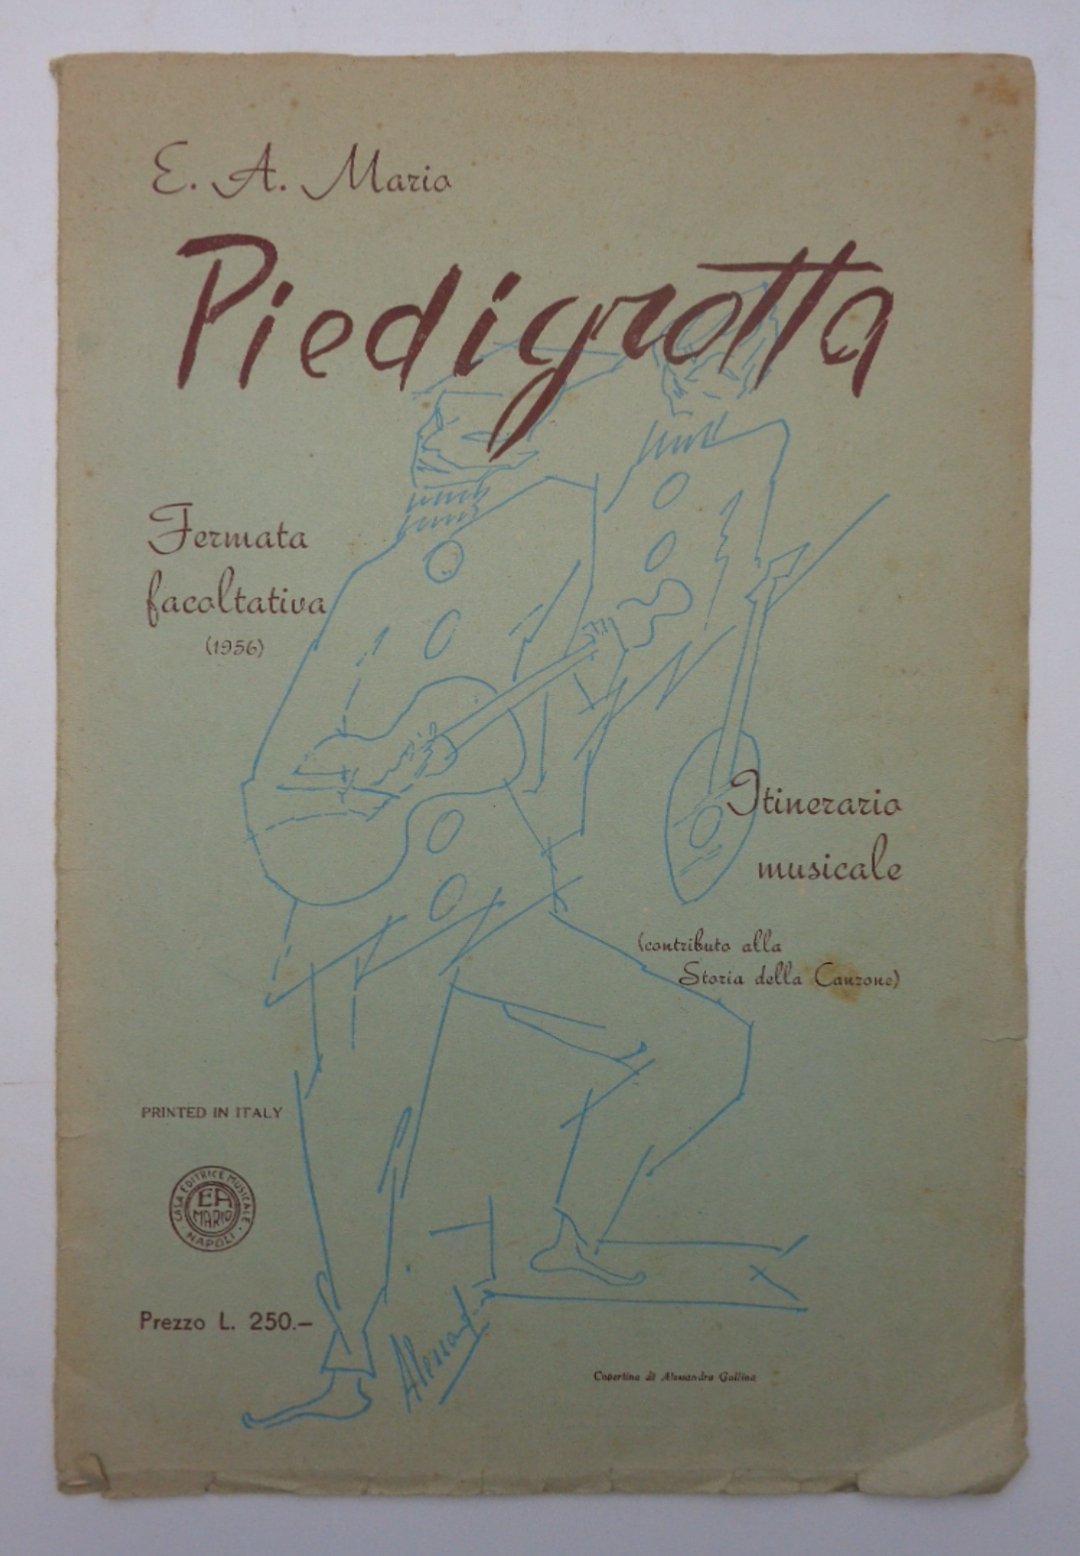 E. A. Mario
Piedigrotta
Fermata
facoltativa
(1956)
Itinerario
musicale
(contributo alla
Storia della Canzone)
PRINTED IN ITALY
CASA EDITRICE MUSICALE
E A
MARIO
· NAPOLI ·
Prezzo L. 250.—
Alessandro
Copertina di Alessandro Gallina